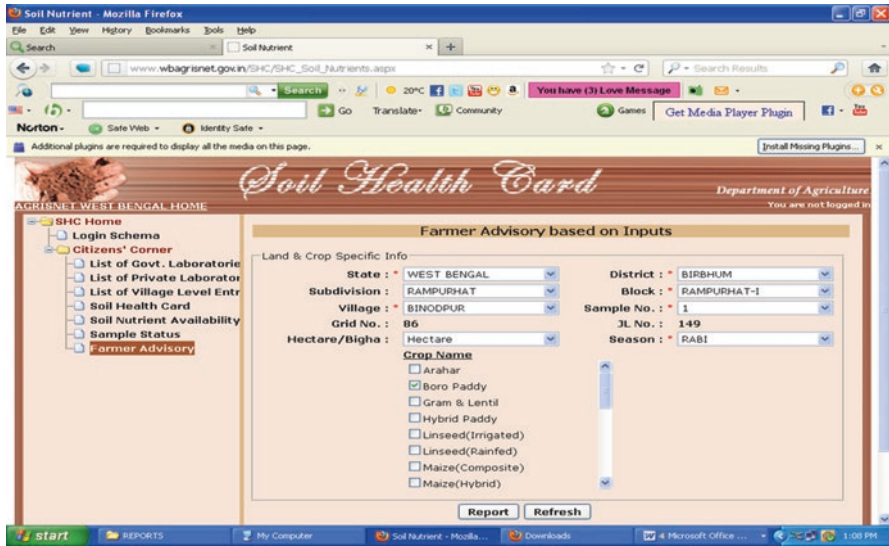 Soil Nutrient - Mozilla Firefox
File Edit View History Bookmarks Tools Help
Search
Soil Nutrient
www.wbagrisnet.gov.in/SHC/SHC_Soil_Nutrients.aspx
Search Results
Search
20°C
You have (3) Love Message
Go Translate Community
Games
Get Media Player Plugin
Norton - Safe Web - Identity Safe -
Additional plugins are required to display all the media on this page.
Install Missing Plugins...
Soil Health Card
Department of Agriculture
AGRISNET WEST BENGAL HOME
You are not logged in
SHC Home
Login Schema
Citizens' Corner
List of Govt. Laboratorie
List of Private Laborator
List of Village Level Entr
Soil Health Card
Soil Nutrient Availability
Sample Status
Farmer Advisory
Farmer Advisory based on Inputs
Land & Crop Specific Info
State : * WEST BENGAL District : * BIRBHUM
Subdivision : RAMPURHAT Block : * RAMPURHAT-I
Village : * BINODPUR Sample No. : * 1
Grid No. : 86 JL No. : 149
Hectare/Bigha : Hectare Season : * RABI
Crop Name
Arahar
Boro Paddy
Gram & Lentil
Hybrid Paddy
Linseed(Irrigated)
Linseed(Rainfed)
Maize(Composite)
Maize(Hybrid)
Report Refresh
start REPORTS My Computer Soil Nutrient - Mozilla... Downloads 4 Microsoft Office ... 1:08 PM